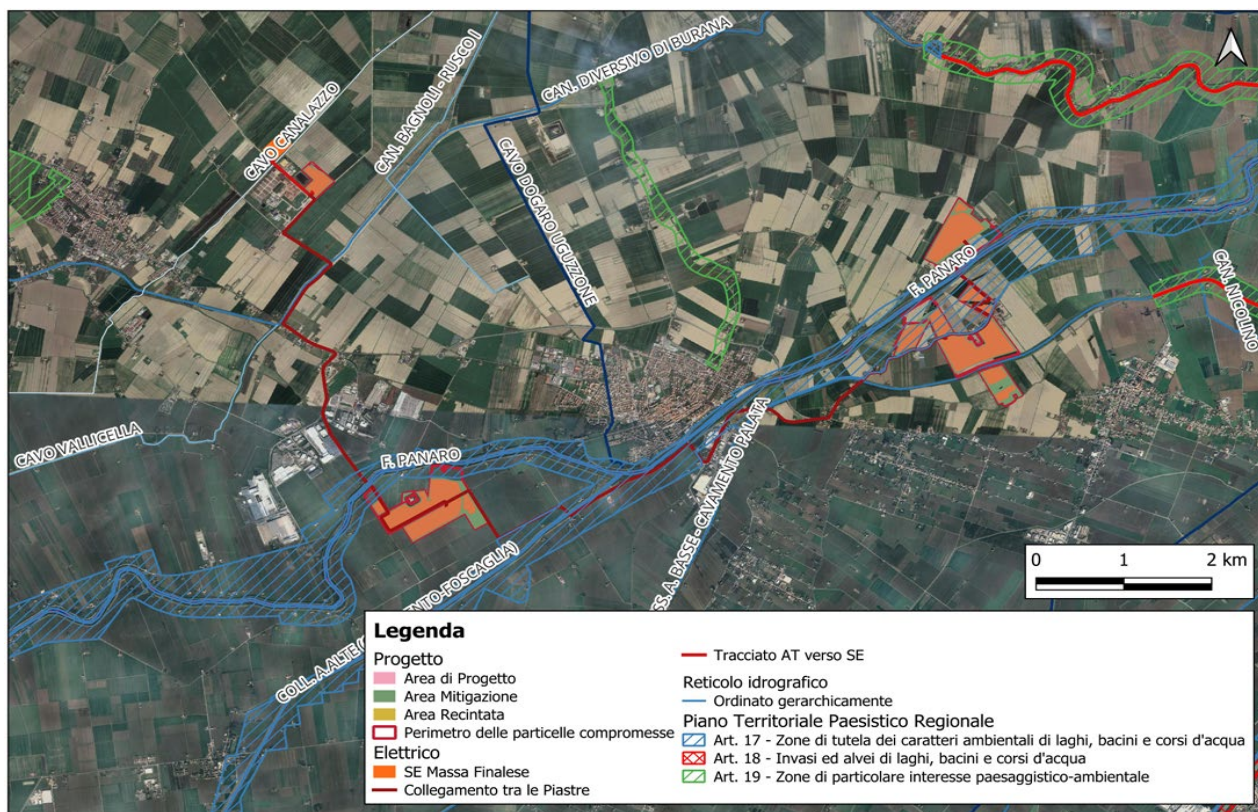 CAN. DIVERSIVO DI BURANA
CAVO CANALAZZO
CAN. BAGNOLI - RUSCO I
CAVO DOGARO UGUZZONE
F. PANARO
CAN. NICOLINO
CAVO VALLICELLA
F. PANARO
SS. A. BASSE - CAVAMENTO PALATA
COLL. A.ALTE (
ENTO-FOSCAGLIA)
0 1 2 km
Legenda
Progetto
Area di Progetto
Area Mitigazione
Area Recintata
Perimetro delle particelle compromesse
Elettrico
SE Massa Finalese
Collegamento tra le Piastre
Tracciato AT verso SE
Reticolo idrografico
Ordinato gerarchicamente
Piano Territoriale Paesistico Regionale
Art. 17 - Zone di tutela dei caratteri ambientali di laghi, bacini e corsi d'acqua
Art. 18 - Invasi ed alvei di laghi, bacini e corsi d'acqua
Art. 19 - Zone di particolare interesse paesaggistico-ambientale